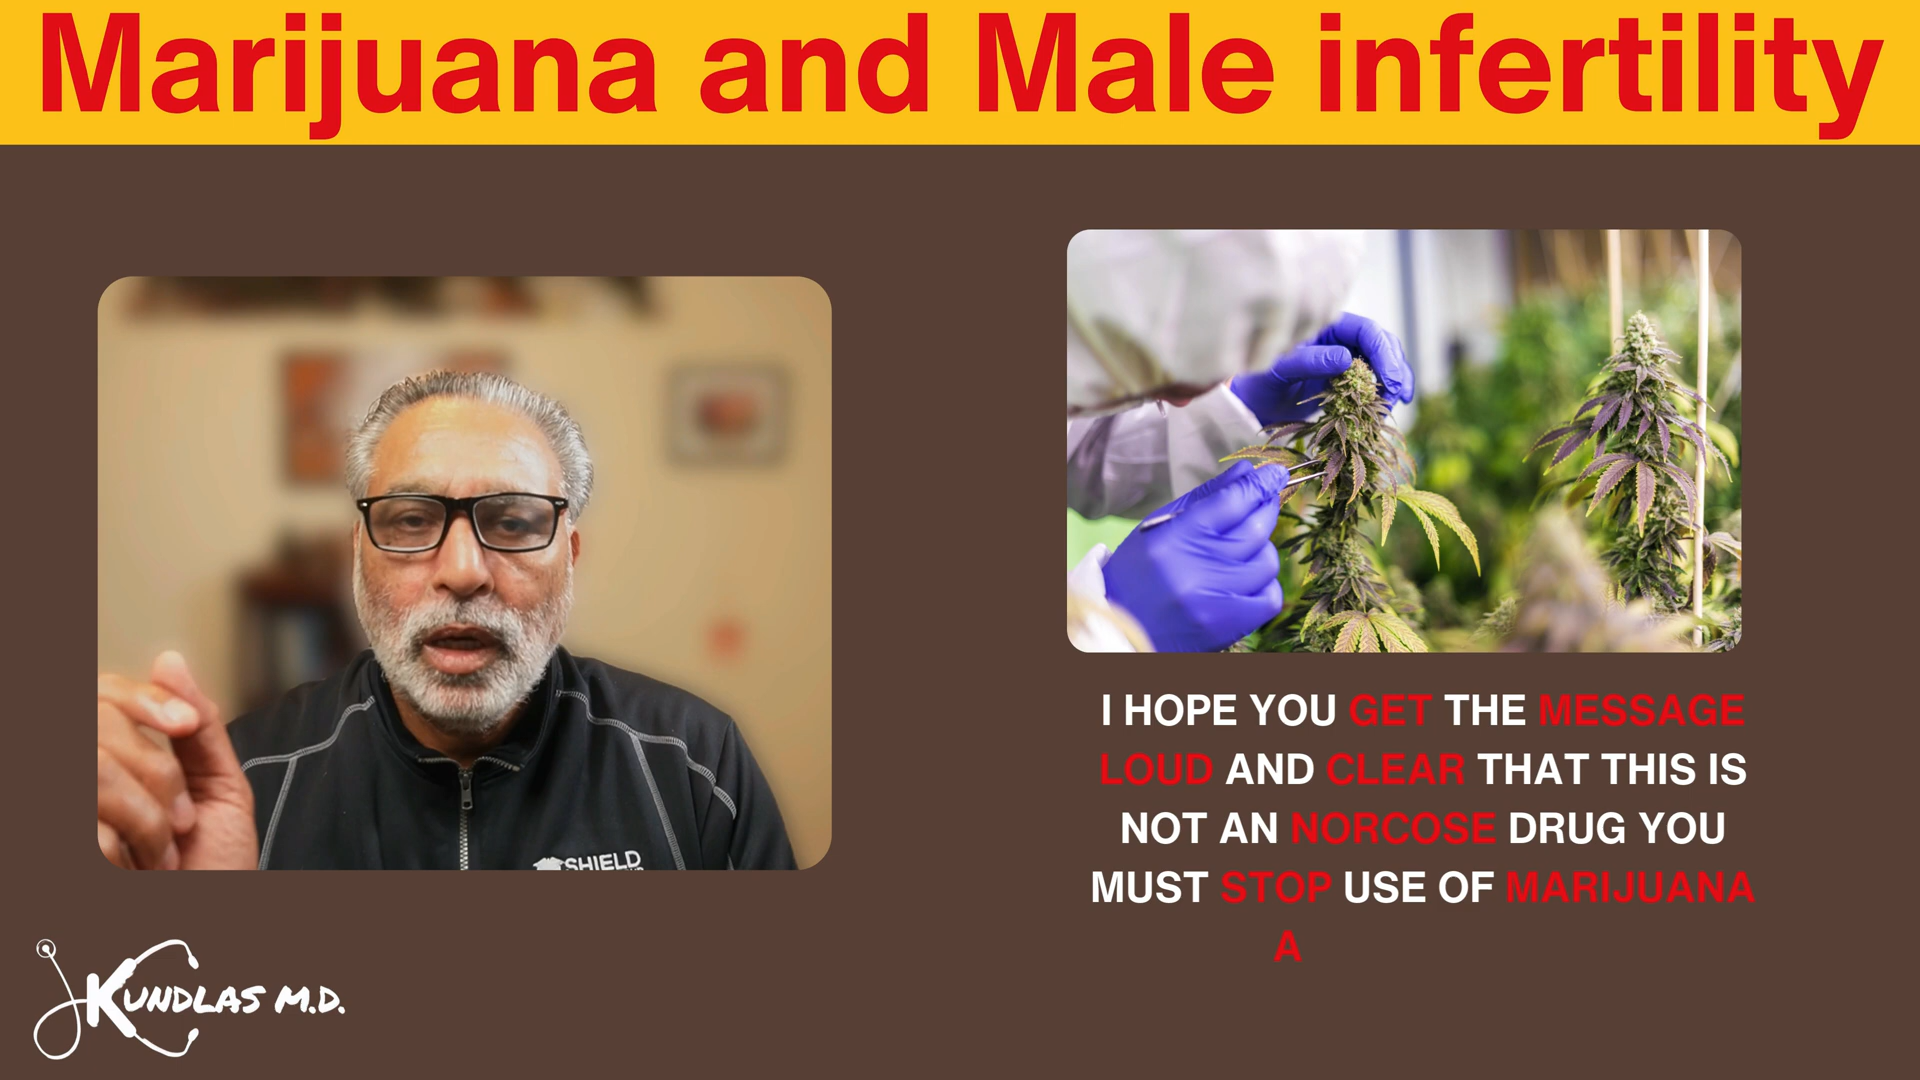 Marijuana and Male infertility
SHIELD
I HOPE YOU GET THE MESSAGE
LOUD AND CLEAR THAT THIS IS
NOT AN NORCOSE DRUG YOU
MUST STOP USE OF MARIJUANA
A
KUNDLAS M.D.